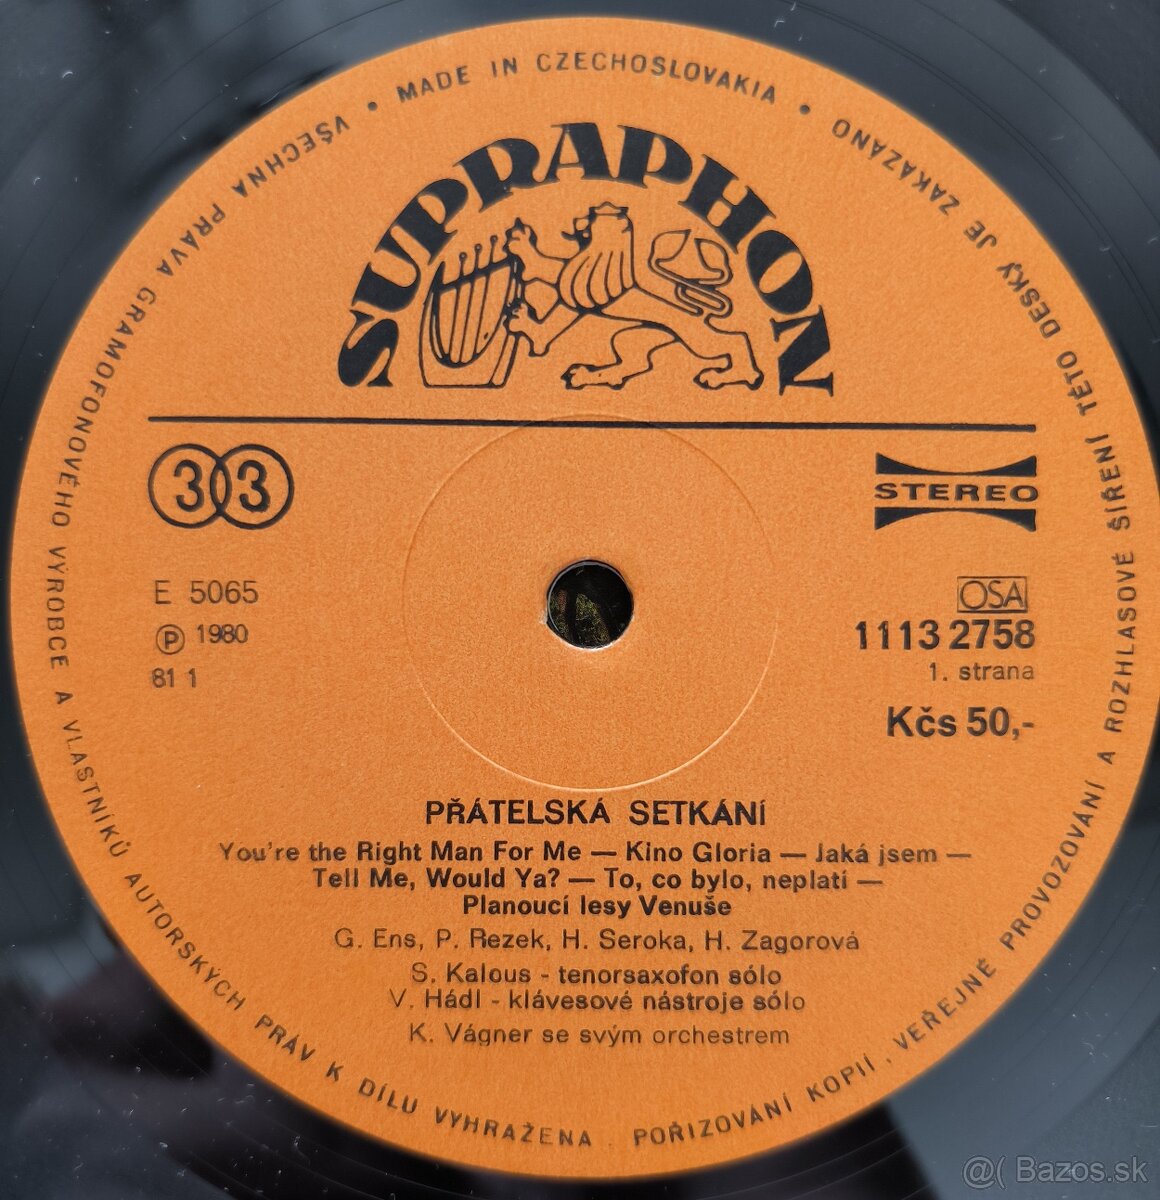 VŠECHNA PRÁVA GRAMOFONOVÉHO VÝROBCE A VLASTNÍKŮ AUTORSKÝCH PRÁV K DÍLU VYHRAŽENA . POŘIZOVÁNÍ KOPIÍ , VEŘEJNÉ PROVOZOVÁNÍ A ROZHLASOVÉ ŠÍŘENÍ TÉTO DESKY JE ZAKÁZÁNO
• MADE IN CZECHOSLOVAKIA •
SUPRAPHON
33
STEREO
E 5065
℗ 1980
81 1
OSA
1113 2758
1. strana
Kčs 50,-
PŘÁTELSKÁ SETKÁNÍ
You're the Right Man For Me — Kino Gloria — Jaká jsem —
Tell Me, Would Ya? — To, co bylo, neplatí —
Planoucí lesy Venuše
G. Ens, P. Rezek, H. Seroka, H. Zagorová
S. Kalous - tenorsaxofon sólo
V. Hádl - klávesové nástroje sólo
K. Vágner se svým orchestrem
@( Bazos.sk